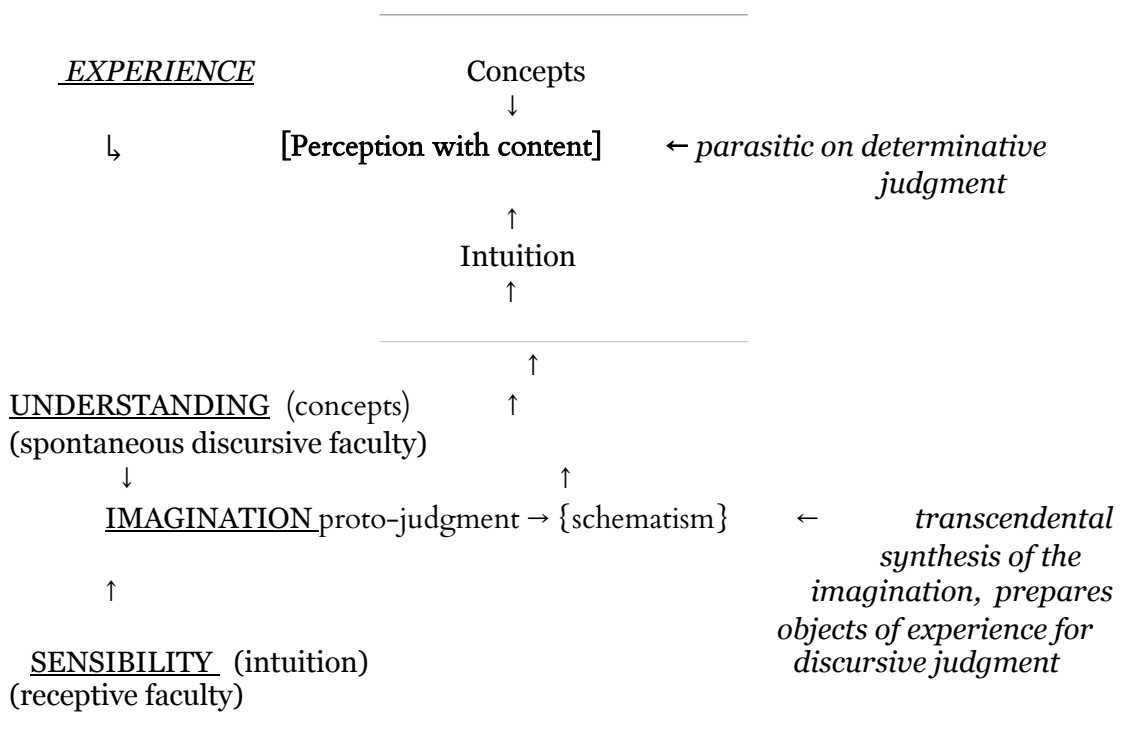 EXPERIENCE Concepts
↓
↳ [Perception with content] ← parasitic on determinative
judgment
↑
Intuition
↑
↑
UNDERSTANDING (concepts) ↑
(spontaneous discursive faculty)
↓ ↑
IMAGINATION proto-judgment → {schematism} ← transcendental
synthesis of the
↑ imagination, prepares
objects of experience for
SENSIBILITY (intuition) discursive judgment
(receptive faculty)